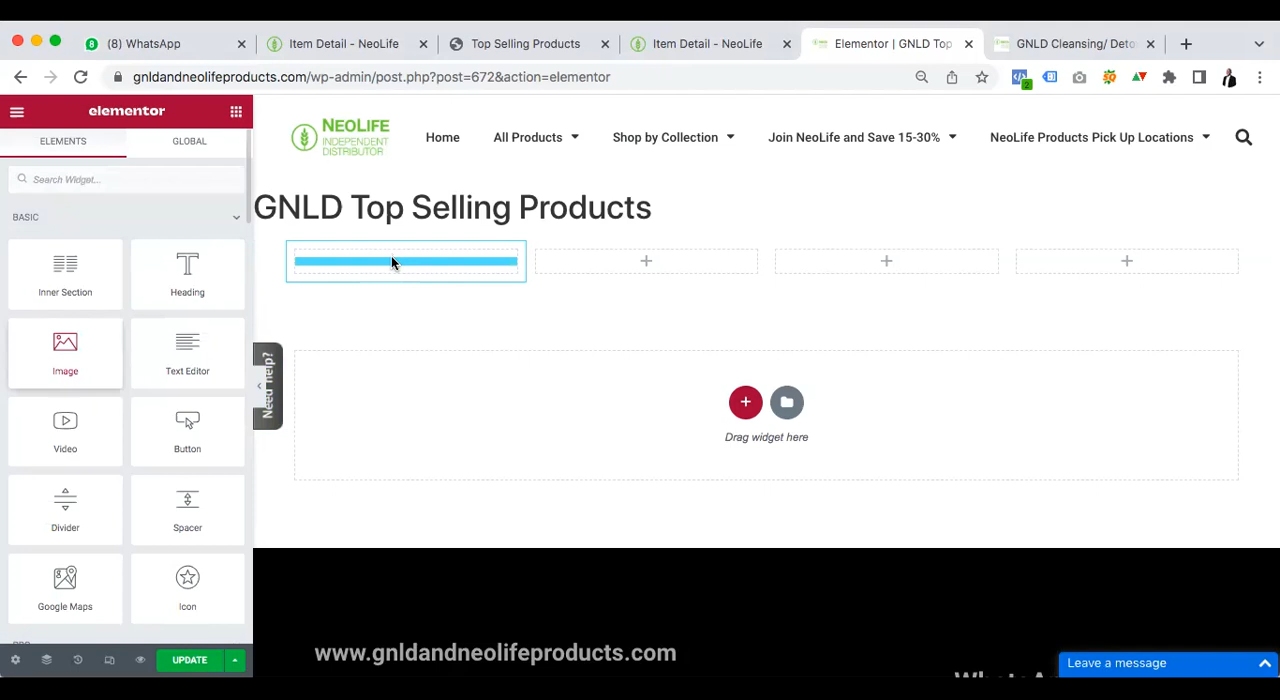 8 (8) WhatsApp
Item Detail - NeoLife
Top Selling Products
Item Detail - NeoLife
Elementor | GNLD Top
GNLD Cleansing/ Deto
gnldandneolifeproducts.com/wp-admin/post.php?post=672&action=elementor
2
elementor
ELEMENTS
GLOBAL
Search Widget...
BASIC
Inner Section
Heading
Image
Text Editor
Video
Button
Divider
Spacer
Google Maps
Icon
UPDATE
NEOLIFE
INDEPENDENT
DISTRIBUTOR
Home
All Products
Shop by Collection
Join NeoLife and Save 15-30%
NeoLife Products Pick Up Locations
GNLD Top Selling Products
Need help?
Drag widget here
www.gnldandneolifeproducts.com
Leave a message